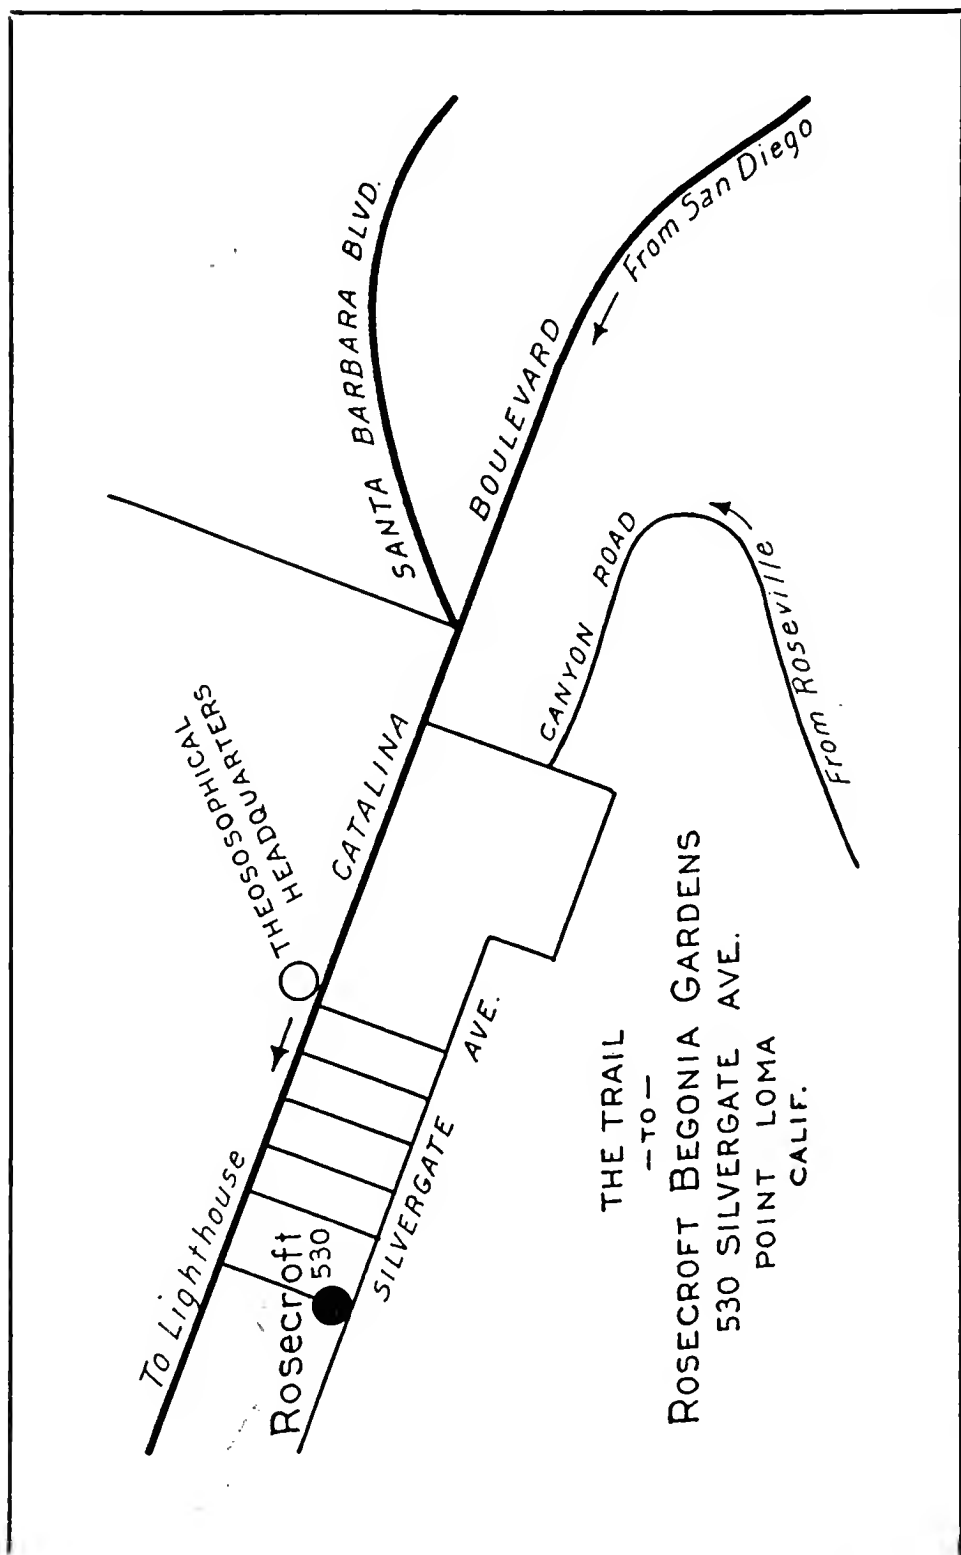 SANTA BARBARA BLVD.
From San Diego
CATALINA BOULEVARD
CANYON ROAD
From Roseville
THEOSOSOPHICAL
HEADQUARTERS
To Lighthouse
Rosecroft
530
SILVERGATE AVE.
THE TRAIL
—TO—
ROSECROFT BEGONIA GARDENS
530 SILVERGATE AVE.
POINT LOMA
CALIF.